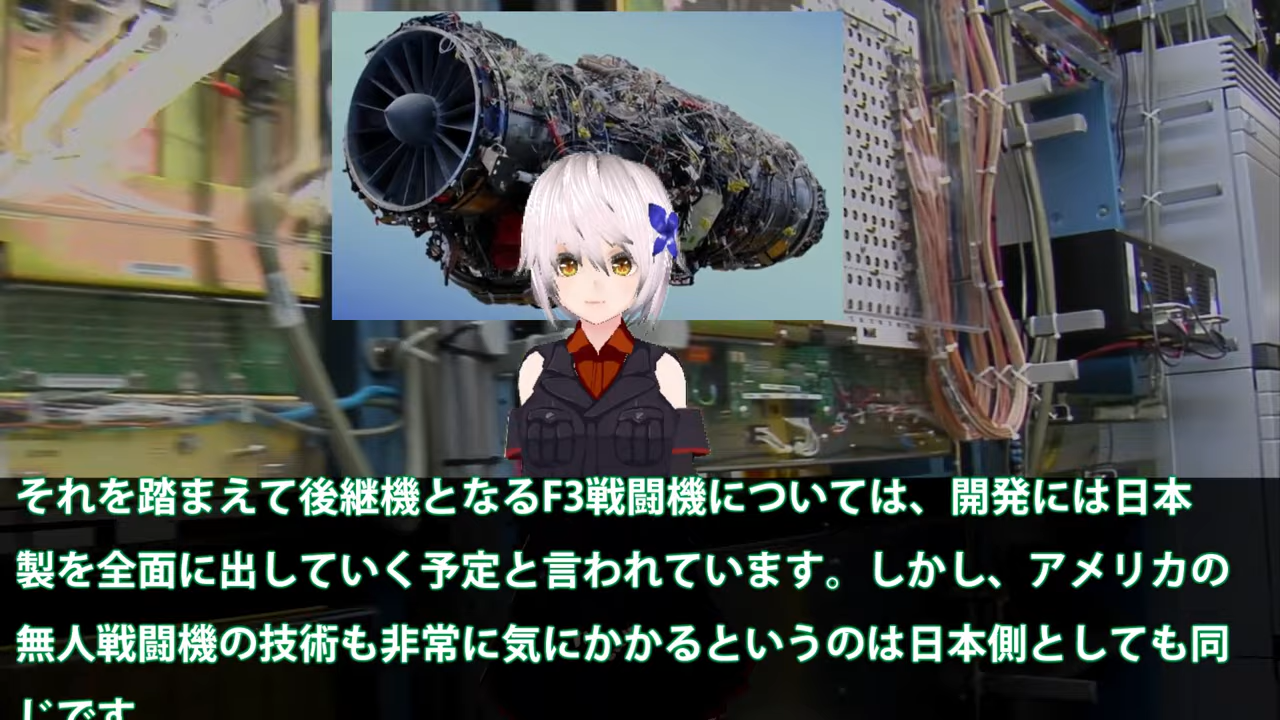 それを踏まえて後継機となるF3戦闘機については、開発には日本
製を全面に出していく予定と言われています。しかし、アメリカの
無人戦闘機の技術も非常に気にかかるというのは日本側としても同
じです